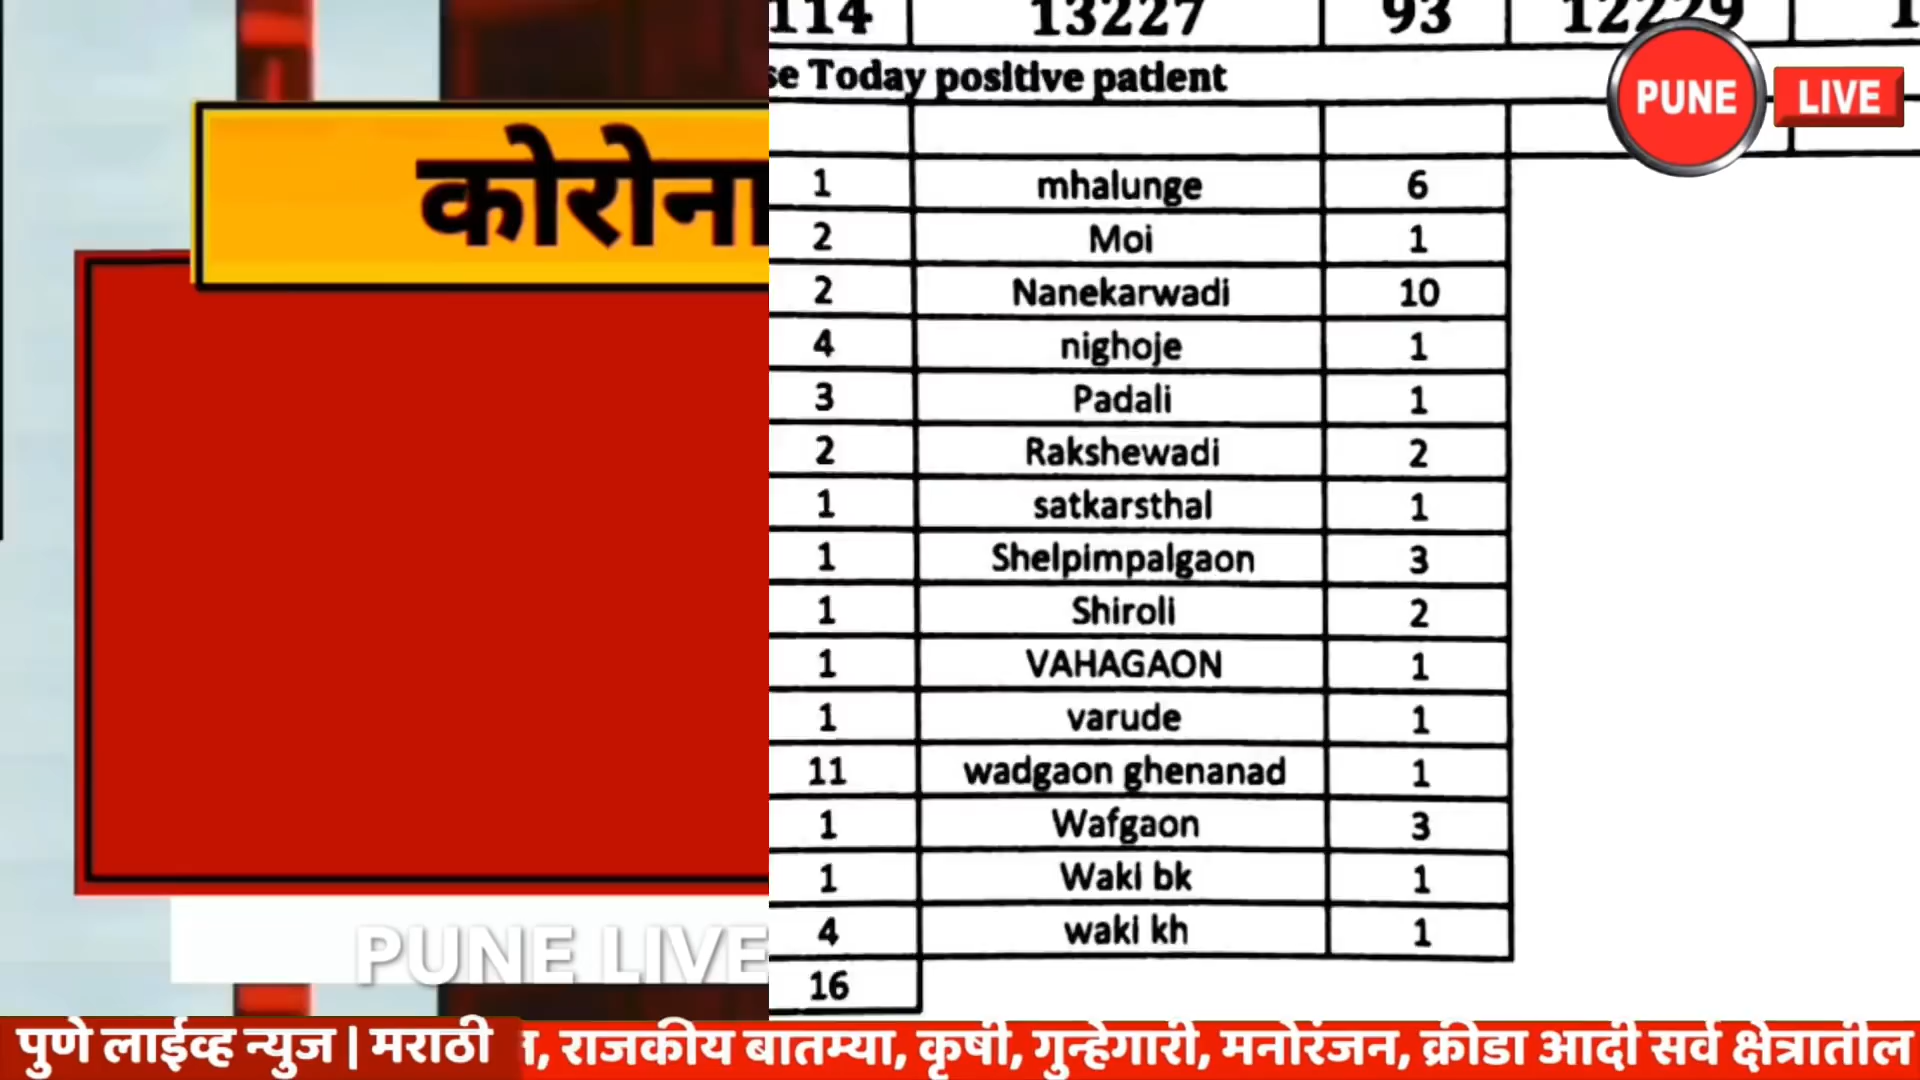 114 13227 93 12229 1
se Today positive patient
PUNE LIVE
कोरोना
1 mhalunge 6
2 Moi 1
2 Nanekarwadi 10
4 nighoje 1
3 Padali 1
2 Rakshewadi 2
1 satkarsthal 1
1 Shelpimpalgaon 3
1 Shiroli 2
1 VAHAGAON 1
1 varude 1
11 wadgaon ghenanad 1
1 Wafgaon 3
1 Waki bk 1
4 waki kh 1
16
PUNE LIVE
पुणे लाईव्ह न्युज | मराठी
, राजकीय बातम्या, कृषी, गुन्हेगारी, मनोरंजन, क्रीडा आदी सर्व क्षेत्रातील